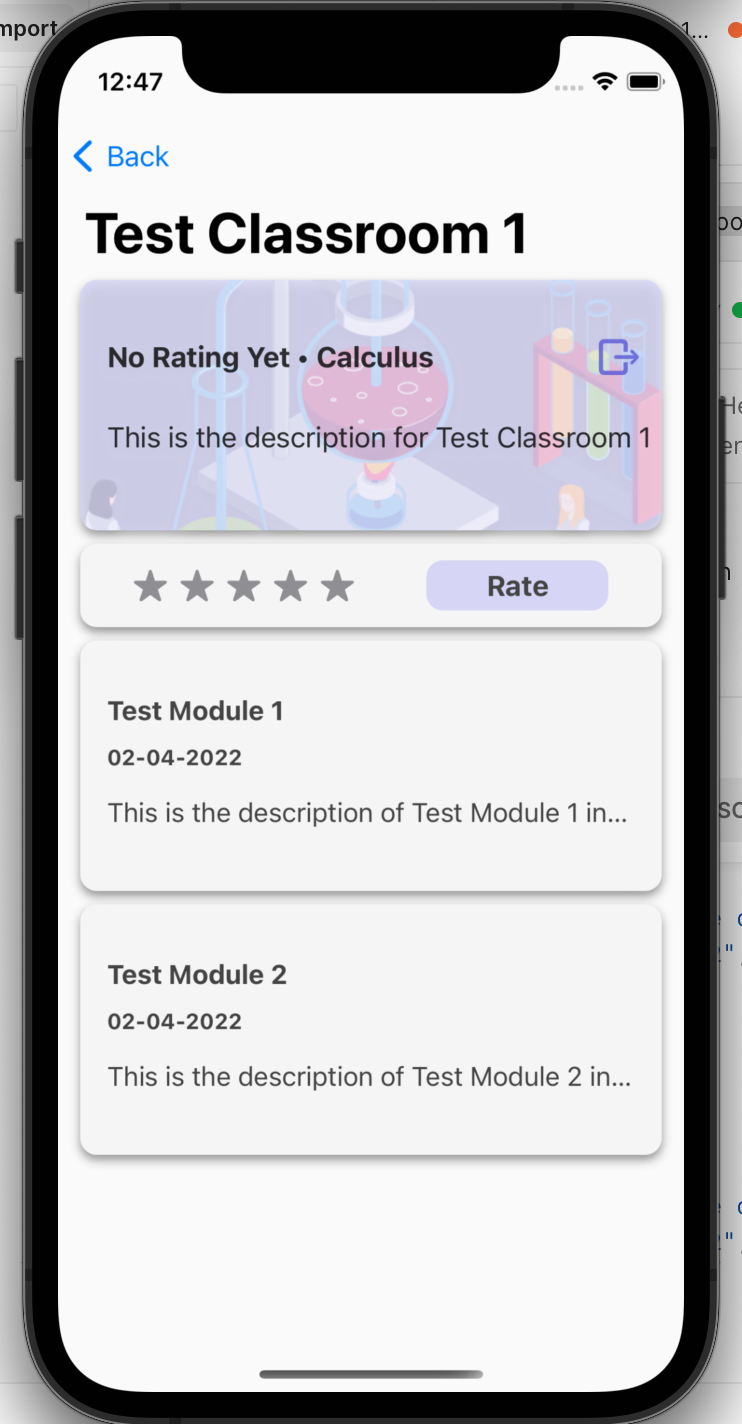 mport
1...
12:47
Back
Test Classroom 1
No Rating Yet • Calculus
This is the description for Test Classroom 1
Rate
Test Module 1
02-04-2022
This is the description of Test Module 1 in...
Test Module 2
02-04-2022
This is the description of Test Module 2 in...